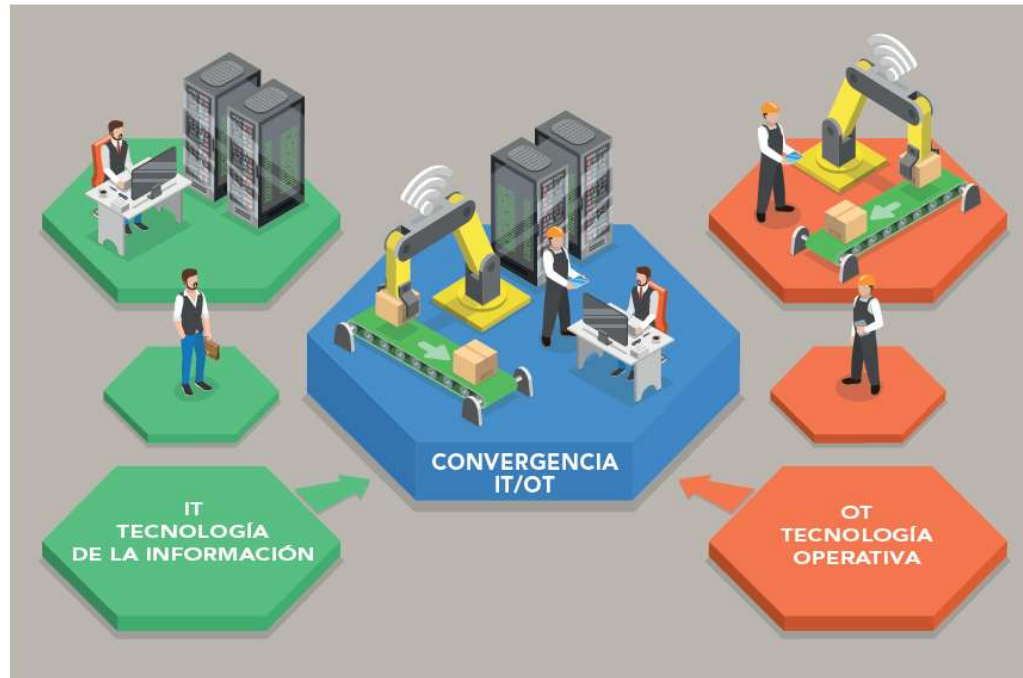 CONVERGENCIA
IT/OT
IT
TECNOLOGÍA
DE LA INFORMACIÓN
OT
TECNOLOGÍA
OPERATIVA